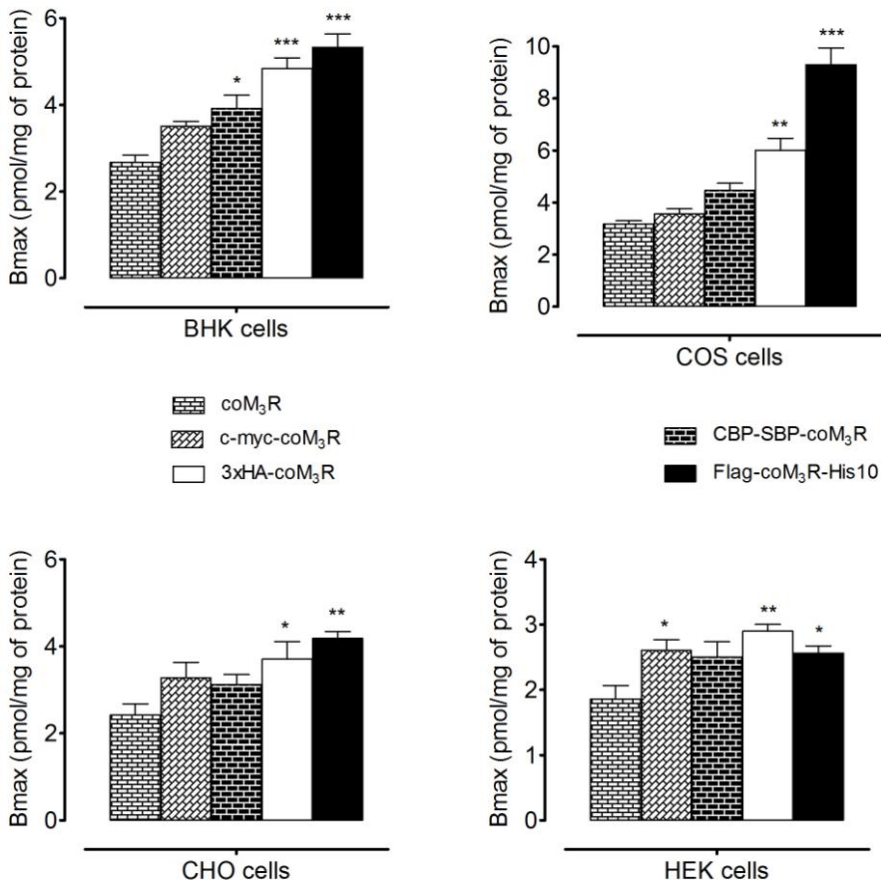 Bmax (pmol/mg of protein)
6
4
2
0
*
***
***
BHK cells
Bmax (pmol/mg of protein)
10
8
6
4
2
0
**
***
COS cells
coM₃R
c-myc-coM₃R
3xHA-coM₃R
CBP-SBP-coM₃R
Flag-coM₃R-His10
Bmax (pmol/mg of protein)
6
4
2
0
*
**
CHO cells
Bmax (pmol/mg of protein)
4
3
2
1
0
*
**
*
HEK cells